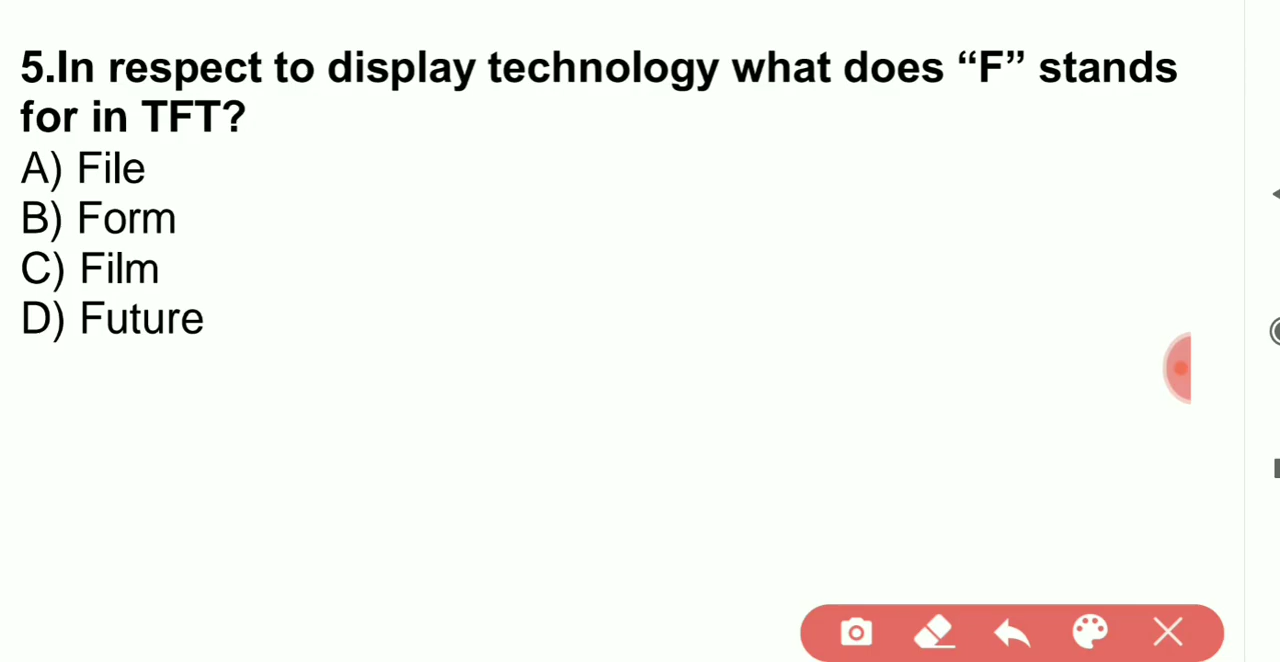 5.In respect to display technology what does “F” stands
for in TFT?
A) File
B) Form
C) Film
D) Future